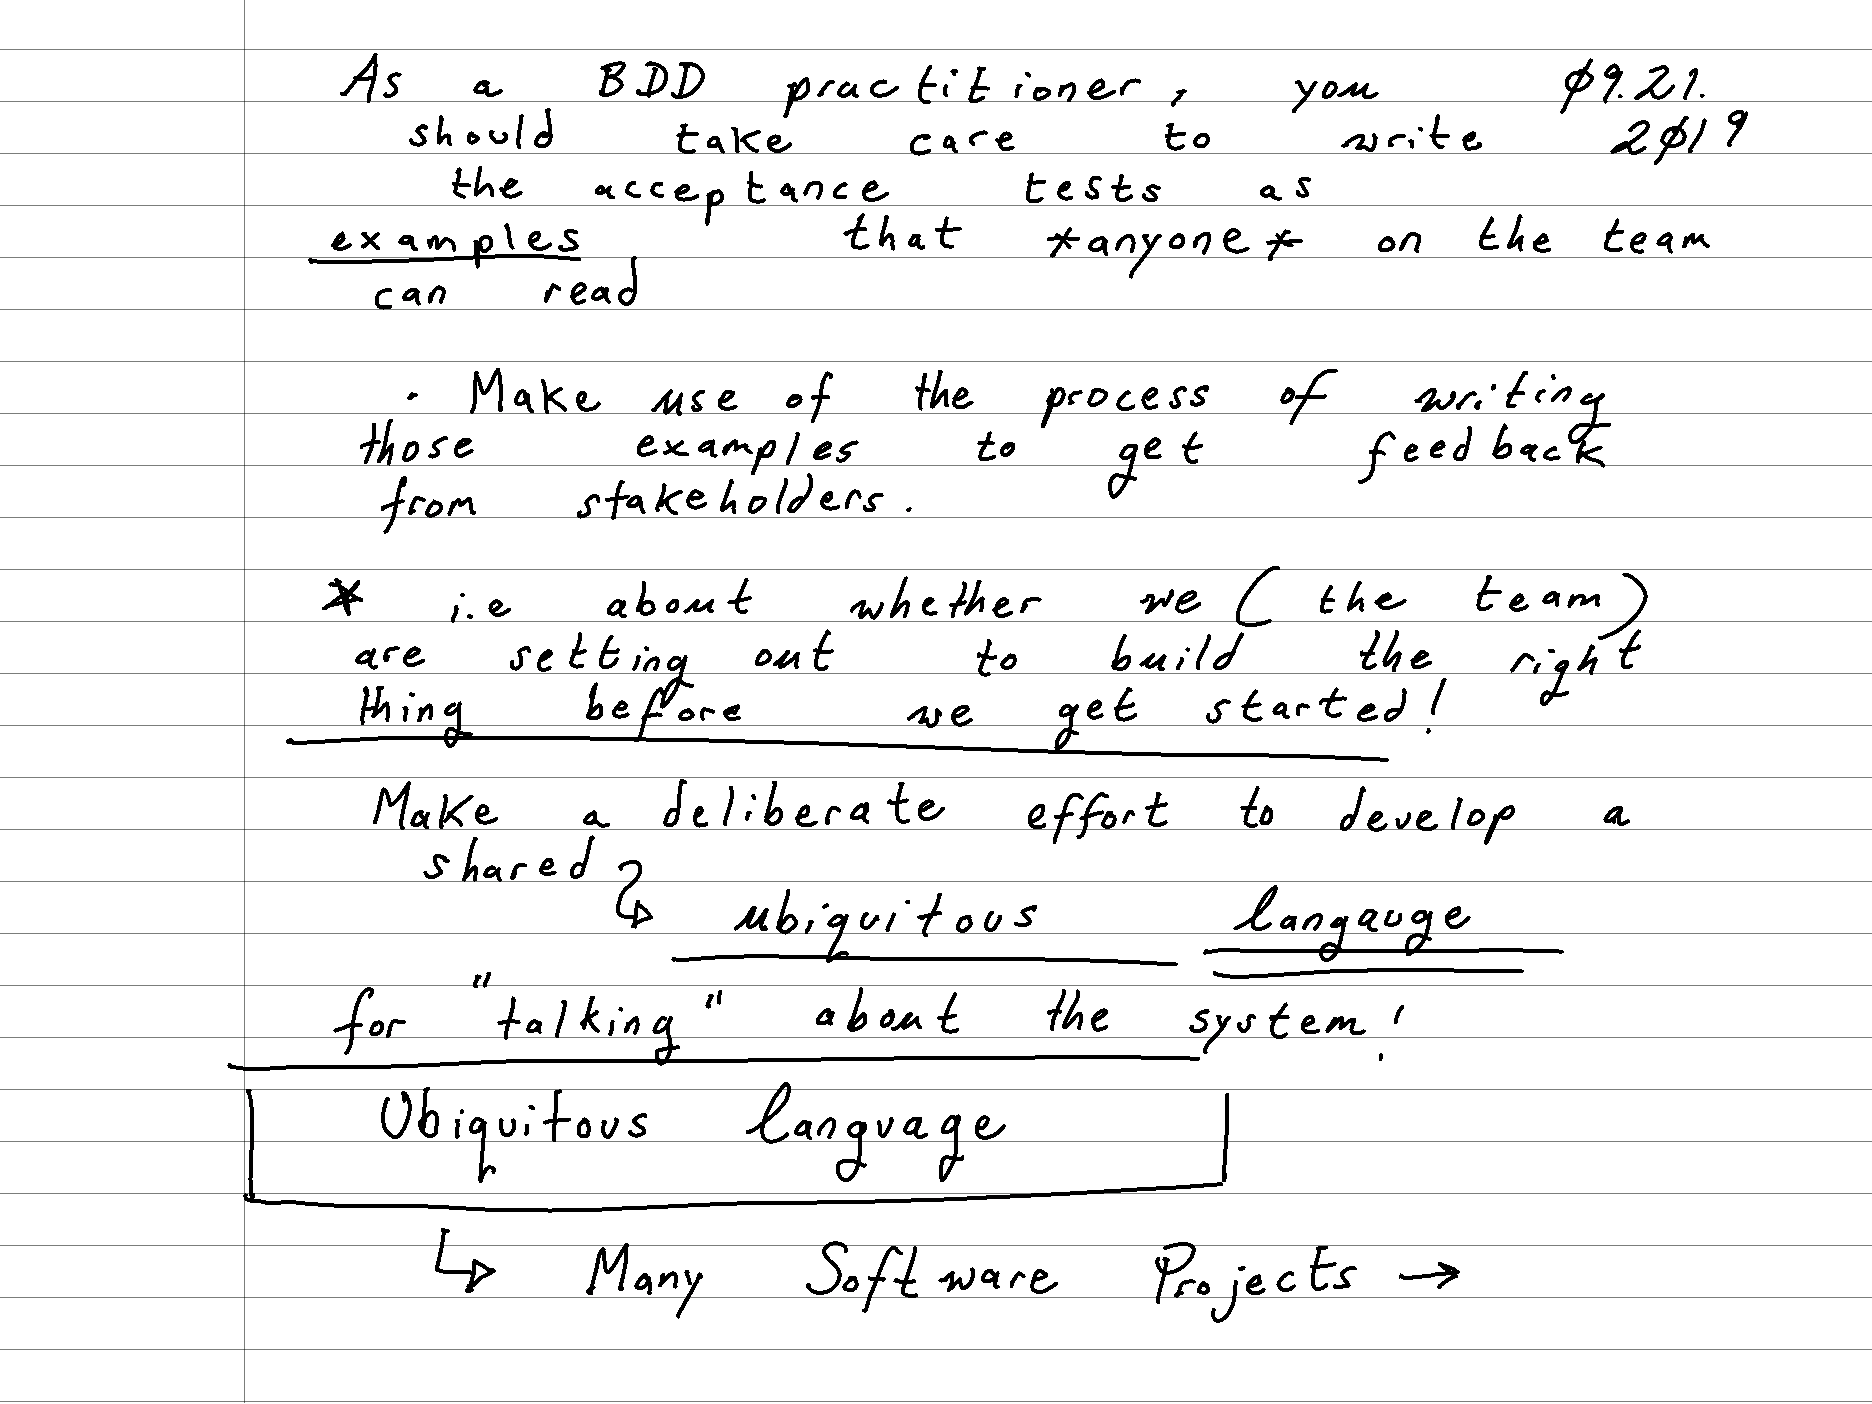 As a BDD practitioner, you ø9.21.
should take care to write 2ø19
the acceptance tests as
examples that *anyone* on the team
can read
· Make use of the process of writing
those examples to get feedback
from stakeholders.
* i.e about whether we (the team)
are setting out to build the right
thing before we get started!
Make a deliberate effort to develop a
shared
↳ ubiquitous langauge
for "talking" about the system!
Ubiquitous language
↳ Many Software Projects →